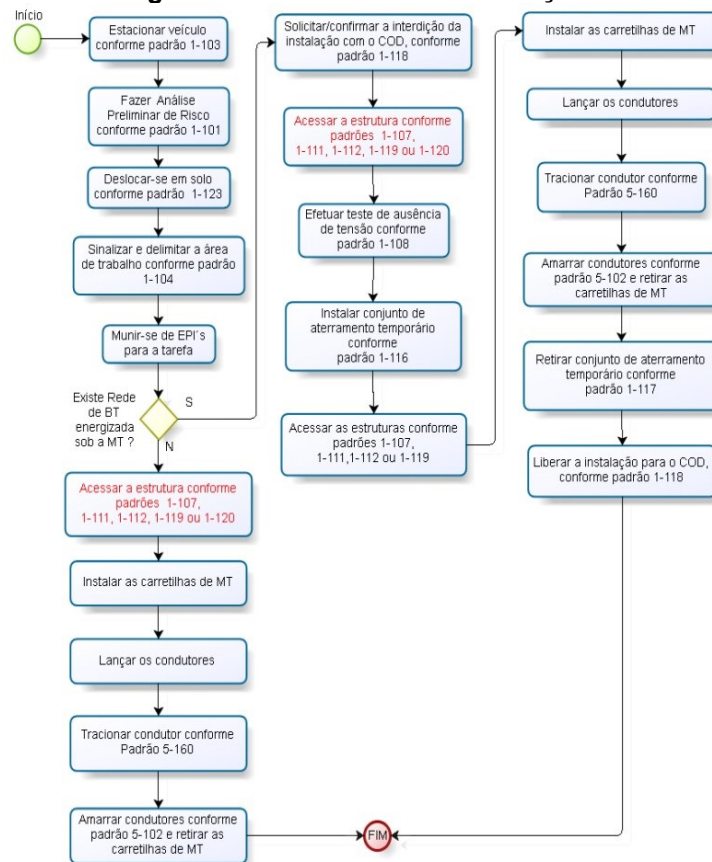 Início
Estacionar veículo
conforme padrão 1-103
Fazer Análise
Preliminar de Risco
conforme padrão 1-101
Deslocar-se em solo
conforme padrão 1-123
Sinalizar e delimitar a área
de trabalho conforme padrão
1-104
Munir-se de EPI´s
para a tarefa
Existe Rede
de BT
energizada
sob a MT ?
S
N
Acessar a estrutura conforme
padrões 1-107,
1-111, 1-112, 1-119 ou 1-120
Instalar as carretilhas de MT
Lançar os condutores
Tracionar condutor conforme
Padrão 5-160
Amarrar condutores conforme
padrão 5-102 e retirar as
carretilhas de MT
Solicitar/confirmar a interdição da
instalação com o COD, conforme
padrão 1-118
Acessar a estrutura conforme
padrões 1-107,
1-111, 1-112, 1-119 ou 1-120
Efetuar teste de ausência
de tensão conforme
padrão 1-108
Instalar conjunto de
aterramento temporário
conforme
padrão 1-116
Acessar as estruturas conforme
padrões 1-107,
1-111,1-112 ou 1-119
Instalar as carretilhas de MT
Lançar os condutores
Tracionar condutor conforme
Padrão 5-160
Amarrar condutores conforme
padrão 5-102 e retirar as
carretilhas de MT
Retirar conjunto de aterramento
temporário conforme
padrão 1-117
Liberar a instalação para o COD,
conforme padrão 1-118
FIM